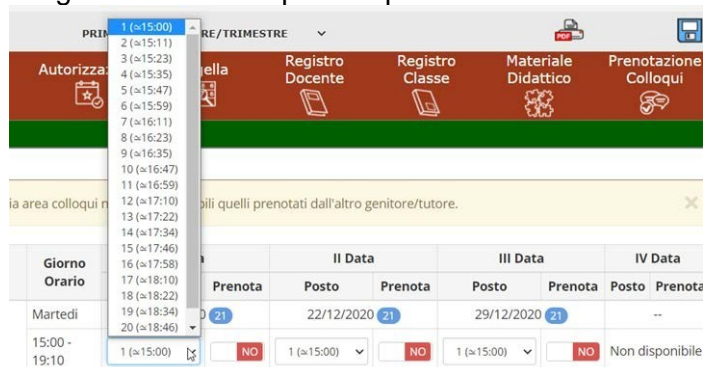 1 (≃15:00)
2 (≃15:11)
3 (≃15:23)
4 (≃15:35)
5 (≃15:47)
6 (≃15:59)
7 (≃16:11)
8 (≃16:23)
9 (≃16:35)
10 (≃16:47)
11 (≃16:59)
12 (≃17:10)
13 (≃17:22)
14 (≃17:34)
15 (≃17:46)
16 (≃17:58)
17 (≃18:10)
18 (≃18:22)
19 (≃18:34)
20 (≃18:46)
PRI RE/TRIMESTRE
PDF
Autorizza
ella
Registro Docente
Registro Classe
Materiale Didattico
Prenotazione Colloqui
ia area colloqui quelli prenotati dall'altro genitore/tutore.
Giorno Orario
II Data
III Data
IV Data
Prenota Posto Prenota Posto Prenota Posto Prenota
Martedì 0 21 22/12/2020 21 29/12/2020 21 --
15:00 - 19:10 1 (≃15:00) NO 1 (≃15:00) NO 1 (≃15:00) NO Non disponibile